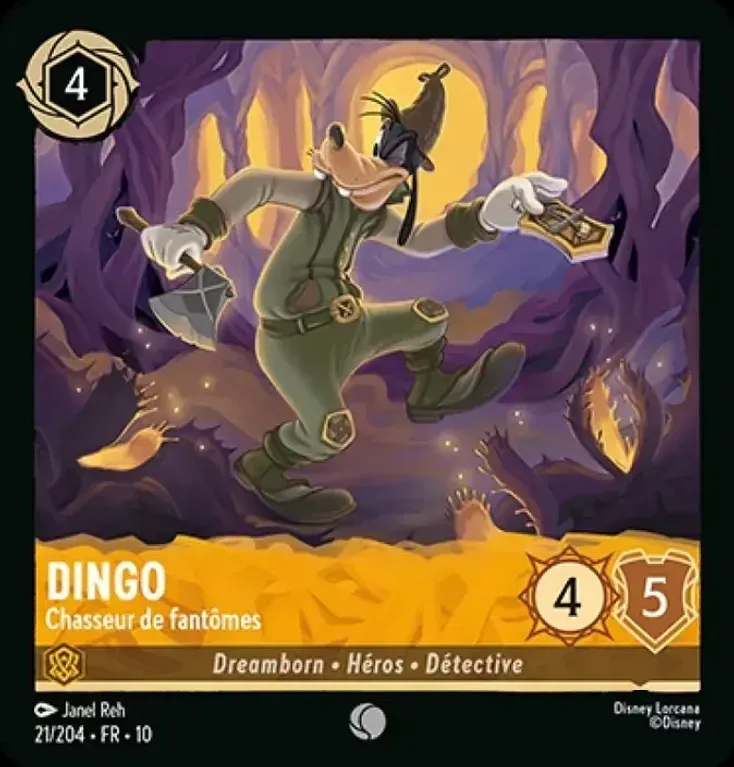 4
DINGO
Chasseur de fantômes
4
5
Dreamborn • Héros • Détective
Janel Reh
21/204 • FR • 10
Disney Lorcana
©Disney